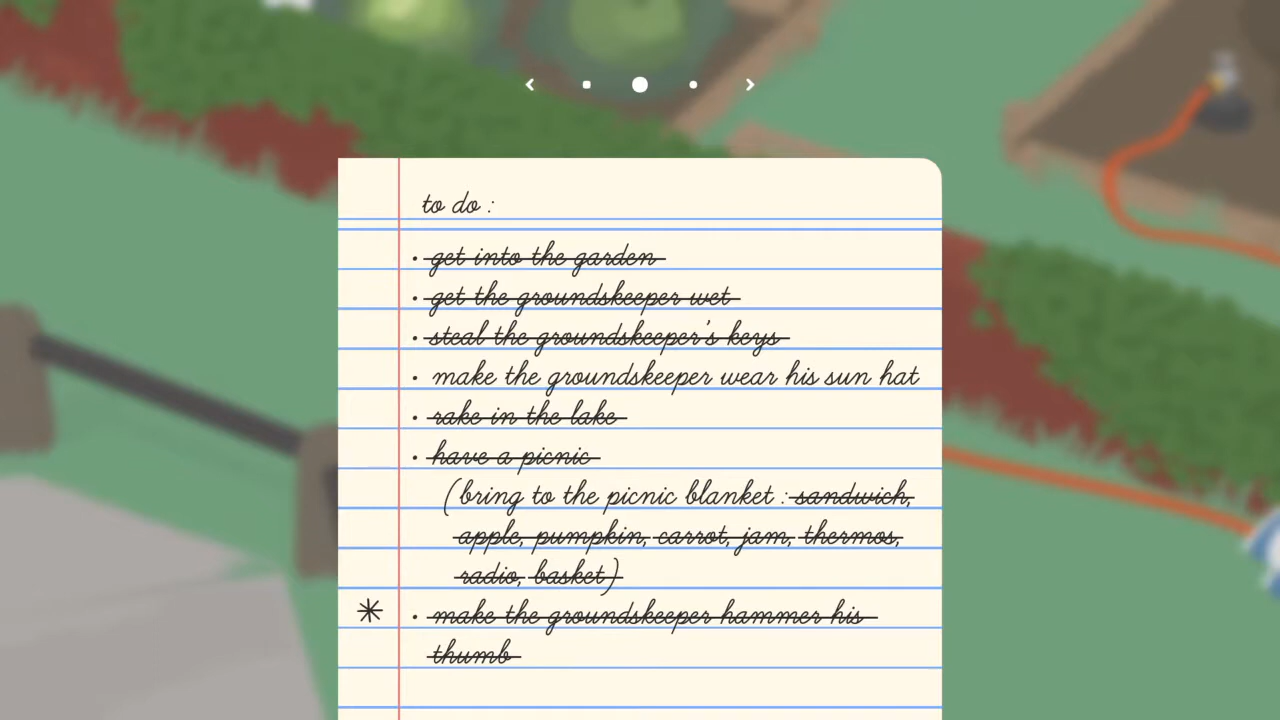 to do :
• get into the garden
• get the groundskeeper wet
• steal the groundskeeper's keys
• make the groundskeeper wear his sun hat
• rake in the lake
• have a picnic
(bring to the picnic blanket : sandwich,
apple, pumpkin, carrot, jam, thermos,
radio, basket)
* • make the groundskeeper hammer his
thumb